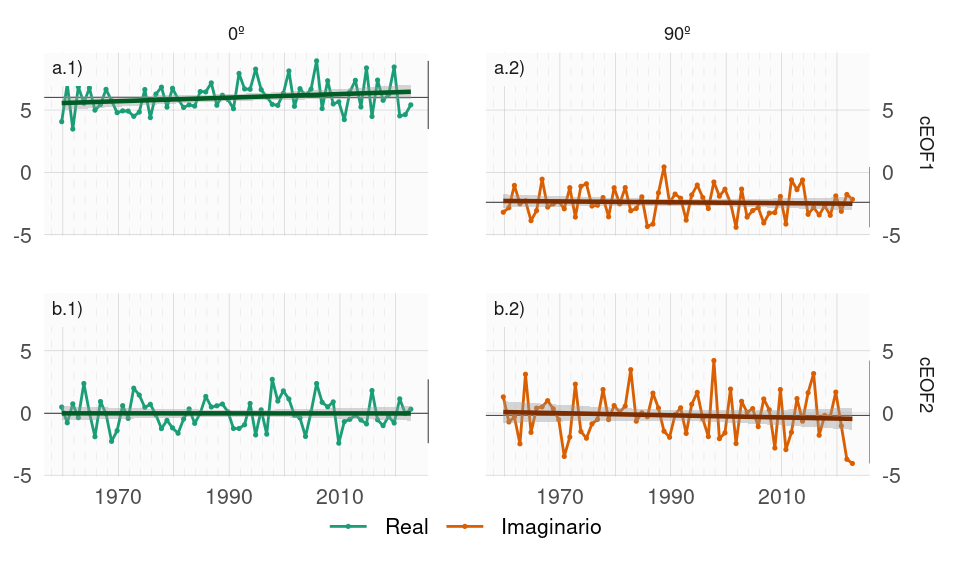 0º 90º
a.1) a.2)
5 5
0 0
-5 -5
cEOF1
b.1) b.2)
5 5
0 0
-5 -5
cEOF2
1970 1990 2010 1970 1990 2010
Real Imaginario